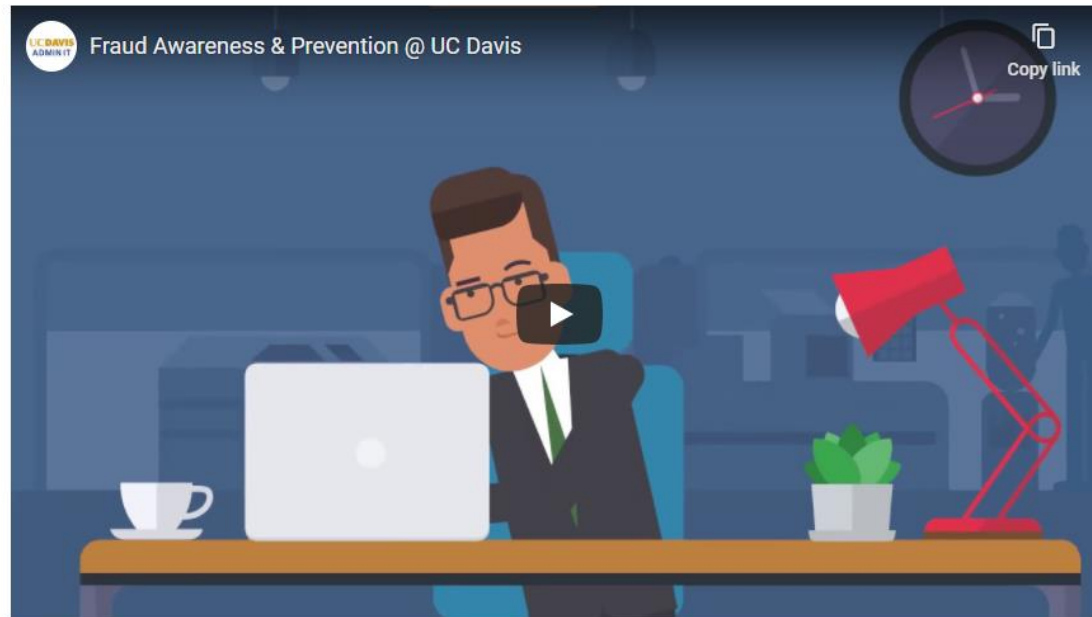 UC DAVIS
ADMIN IT
Fraud Awareness & Prevention @ UC Davis
Copy link